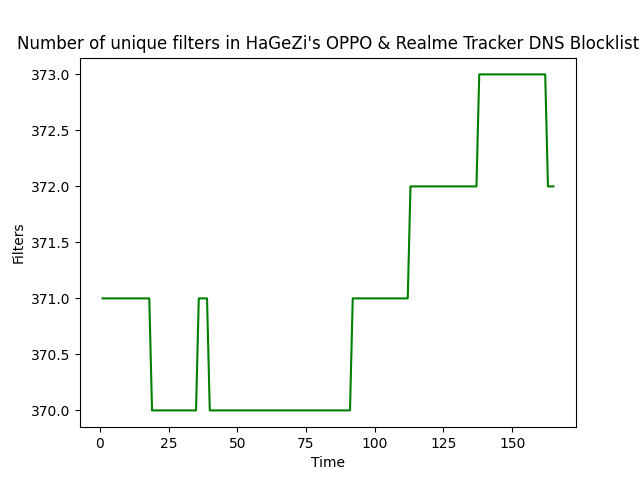 Number of unique filters in HaGeZi's OPPO & Realme Tracker DNS Blocklist
373.0
372.5
372.0
371.5
371.0
370.5
370.0
Filters
0 25 50 75 100 125 150
Time